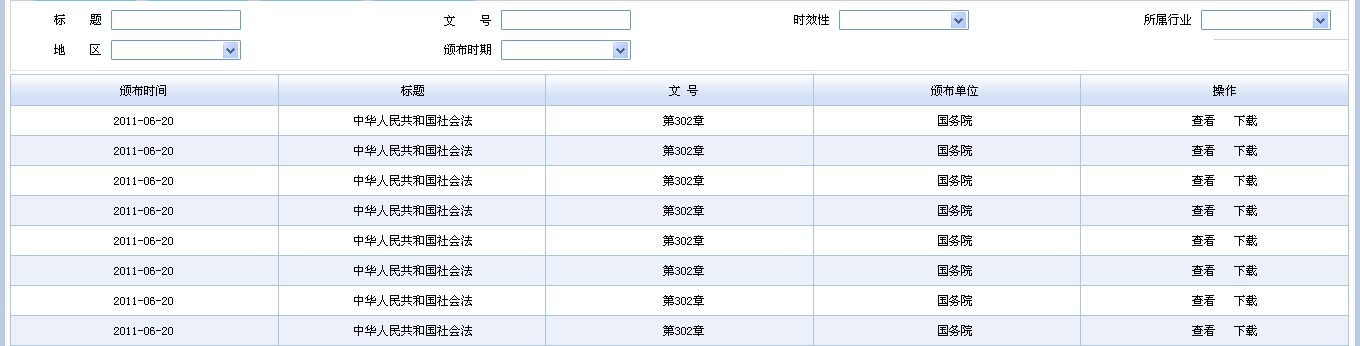 标 题 文 号 时效性 所属行业
地 区 颁布时期
颁布时间 标题 文 号 颁布单位 操作
2011-06-20 中华人民共和国社会法 第302章 国务院 查看 下载
2011-06-20 中华人民共和国社会法 第302章 国务院 查看 下载
2011-06-20 中华人民共和国社会法 第302章 国务院 查看 下载
2011-06-20 中华人民共和国社会法 第302章 国务院 查看 下载
2011-06-20 中华人民共和国社会法 第302章 国务院 查看 下载
2011-06-20 中华人民共和国社会法 第302章 国务院 查看 下载
2011-06-20 中华人民共和国社会法 第302章 国务院 查看 下载
2011-06-20 中华人民共和国社会法 第302章 国务院 查看 下载